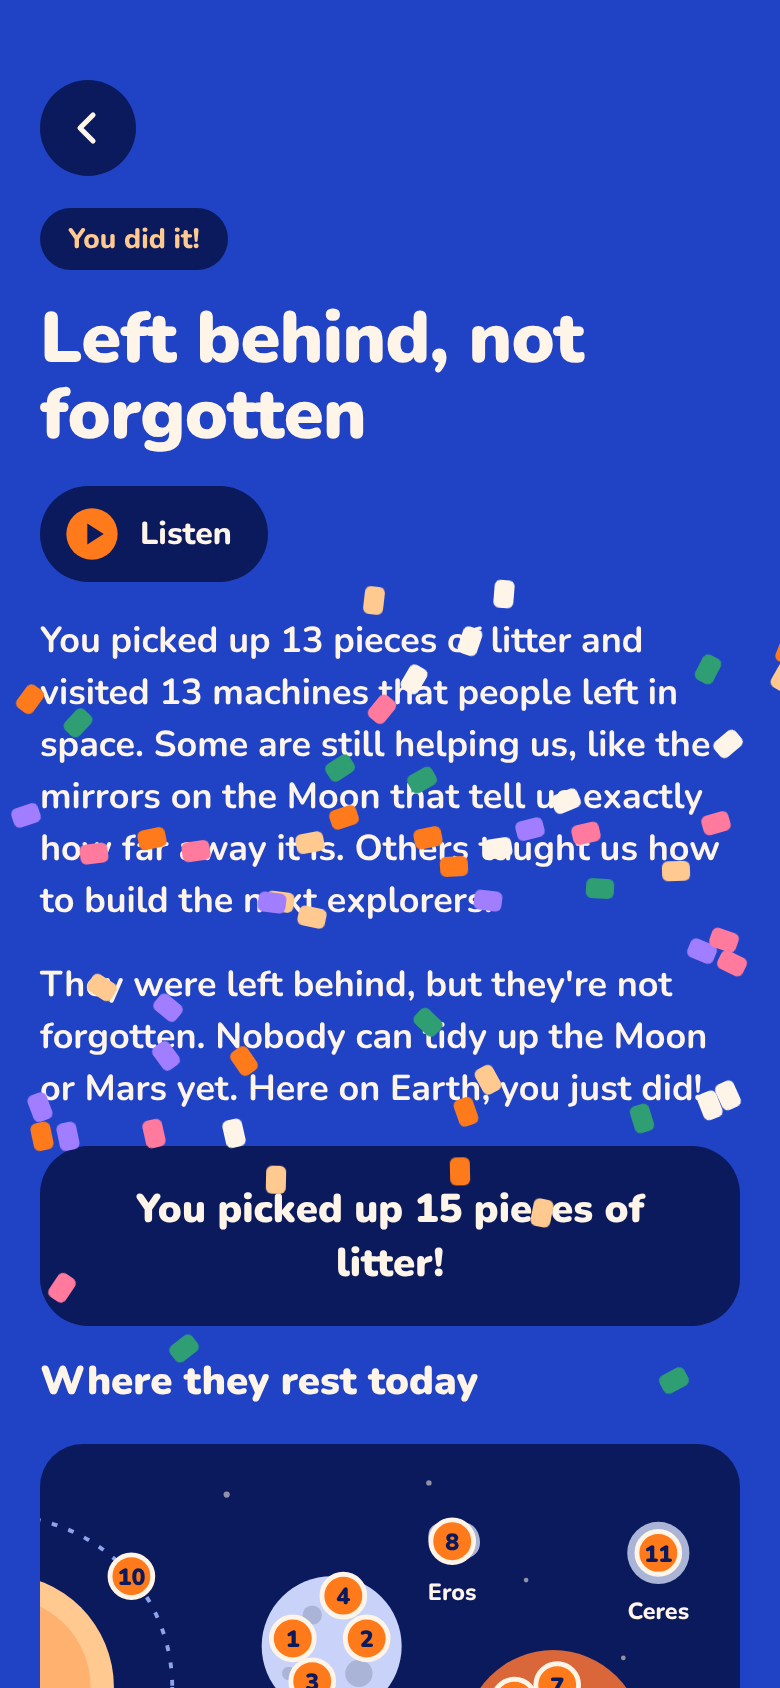 You did it!
Left behind, not
forgotten
Listen
You picked up 13 pieces of litter and
visited 13 machines that people left in
space. Some are still helping us, like the
mirrors on the Moon that tell us exactly
how far away it is. Others taught us how
to build the next explorers.
They were left behind, but they're not
forgotten. Nobody can tidy up the Moon
or Mars yet. Here on Earth, you just did!
You picked up 15 pieces of
litter!
Where they rest today
8
11
10
Eros
4
Ceres
1
2
3
7